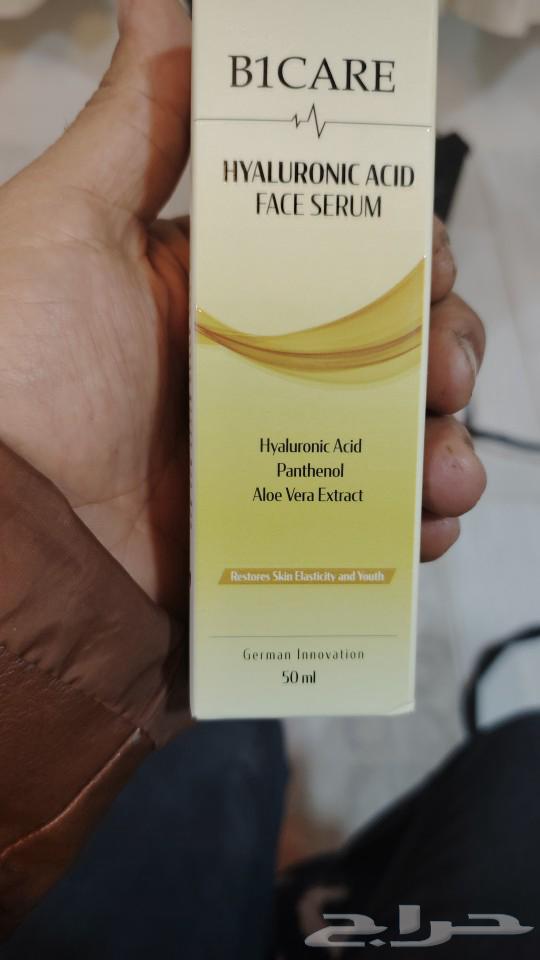 B1CARE
HYALURONIC ACID
FACE SERUM
Hyaluronic Acid
Panthenol
Aloe Vera Extract
Restores Skin Elasticity and Youth
German Innovation
50 ml
حراج